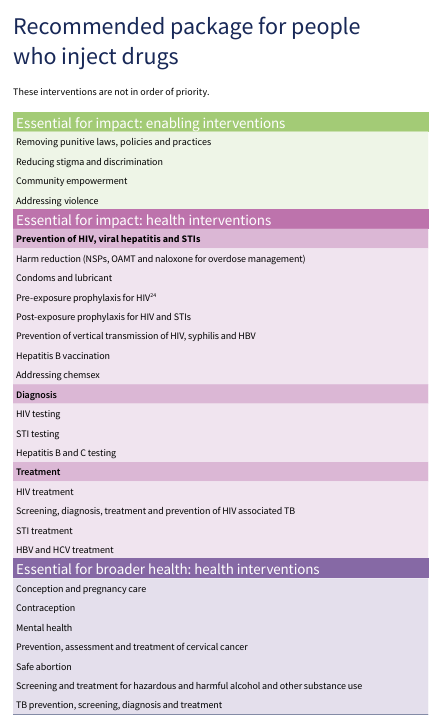 Recommended package for people
who inject drugs
These interventions are not in order of priority.
Essential for impact: enabling interventions
Removing punitive laws, policies and practices
Reducing stigma and discrimination
Community empowerment
Addressing violence
Essential for impact: health interventions
Prevention of HIV, viral hepatitis and STIs
Harm reduction (NSPs, OAMT and naloxone for overdose management)
Condoms and lubricant
Pre-exposure prophylaxis for HIV²⁴
Post-exposure prophylaxis for HIV and STIs
Prevention of vertical transmission of HIV, syphilis and HBV
Hepatitis B vaccination
Addressing chemsex
Diagnosis
HIV testing
STI testing
Hepatitis B and C testing
Treatment
HIV treatment
Screening, diagnosis, treatment and prevention of HIV associated TB
STI treatment
HBV and HCV treatment
Essential for broader health: health interventions
Conception and pregnancy care
Contraception
Mental health
Prevention, assessment and treatment of cervical cancer
Safe abortion
Screening and treatment for hazardous and harmful alcohol and other substance use
TB prevention, screening, diagnosis and treatment